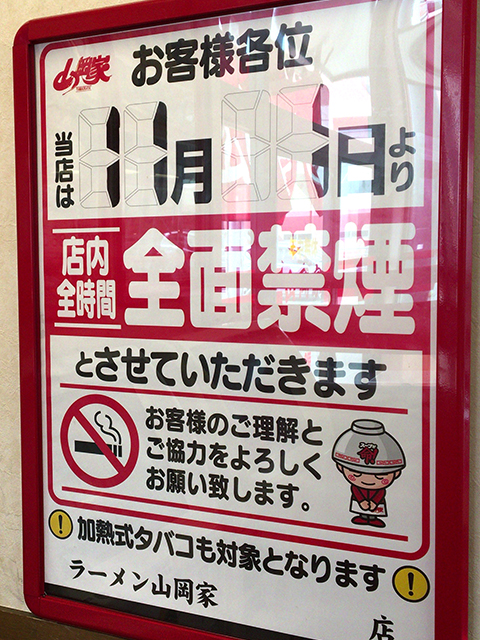 山岡家
お客様各位
当店は
11月1日より
店内
全時間
全面禁煙
とさせていただきます
お客様のご理解と
ご協力をよろしく
お願い致します。
加熱式タバコも対象となります
ラーメン山岡家
店